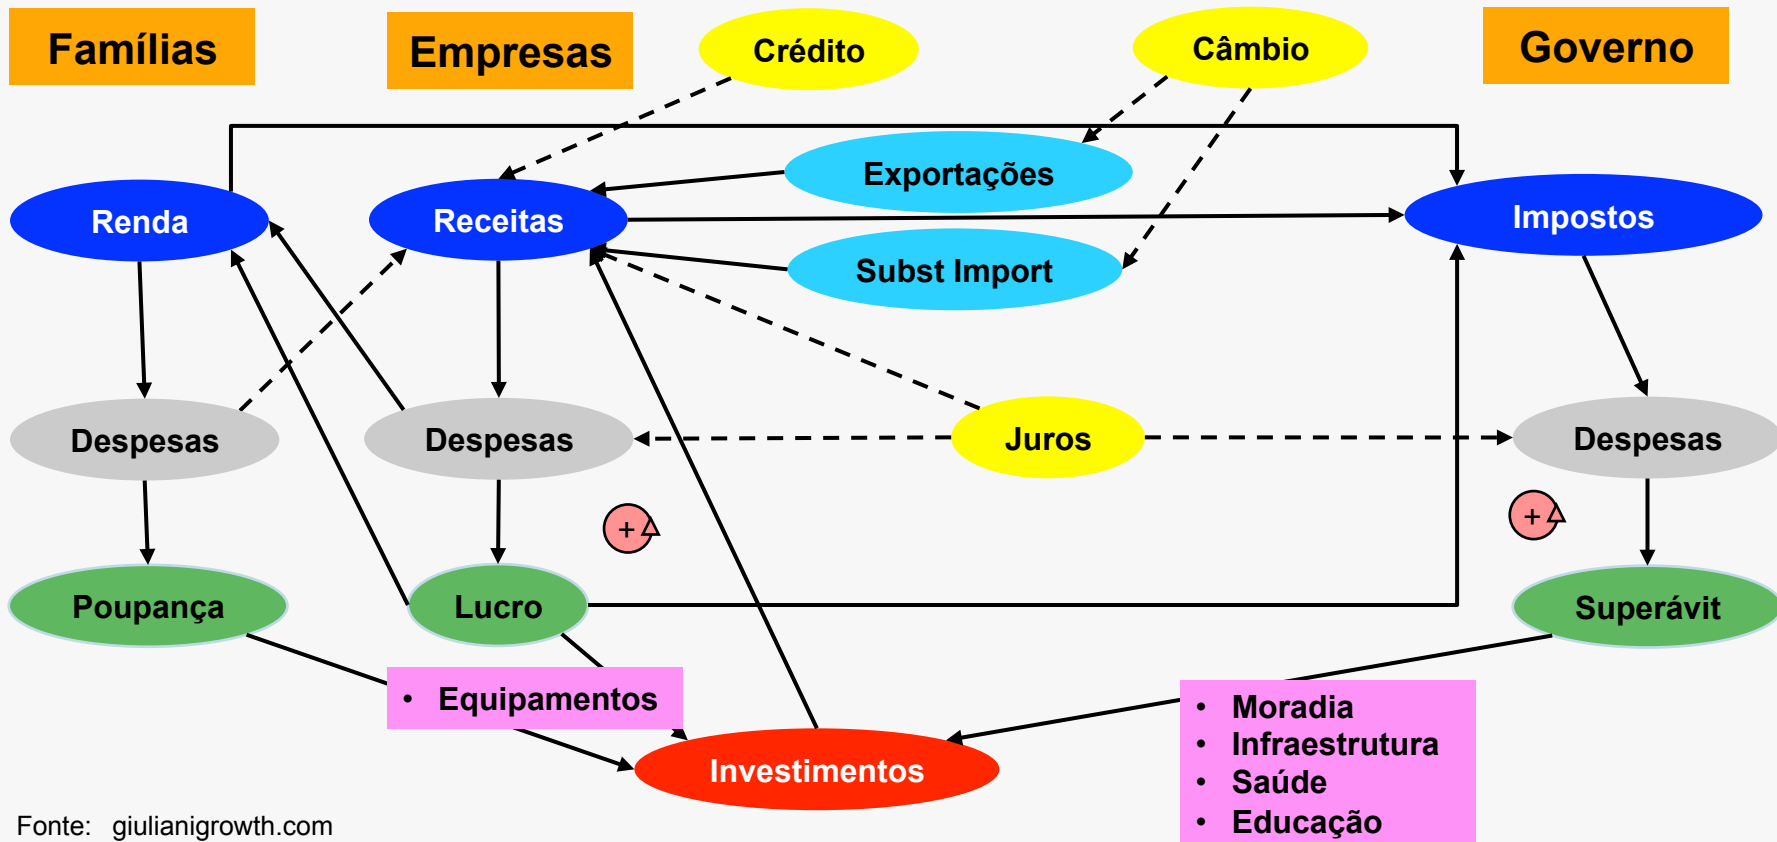 Famílias
Empresas
Crédito
Câmbio
Governo
Exportações
Renda
Receitas
Impostos
Subst Import
Despesas
Despesas
Juros
Despesas
+
+
Poupança
Lucro
Superávit
• Equipamentos
• Moradia
• Infraestrutura
• Saúde
• Educação
Investimentos
Fonte: giulianigrowth.com